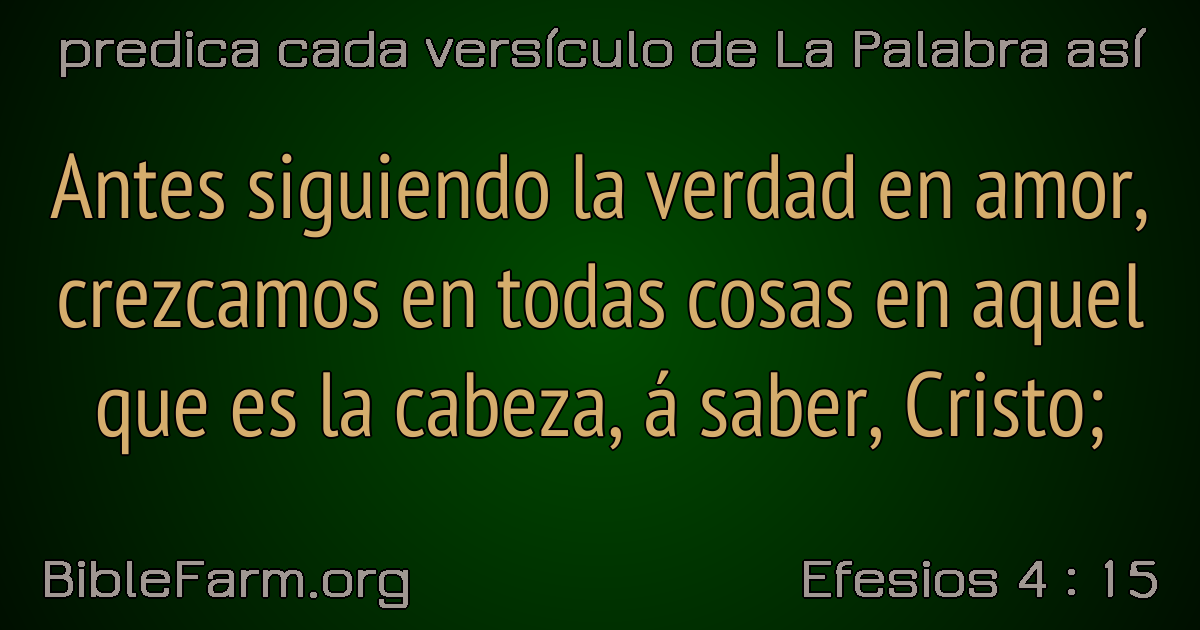 predica cada versículo de La Palabra así
Antes siguiendo la verdad en amor,
crezcamos en todas cosas en aquel
que es la cabeza, á saber, Cristo;
BibleFarm.org
Efesios 4 : 15